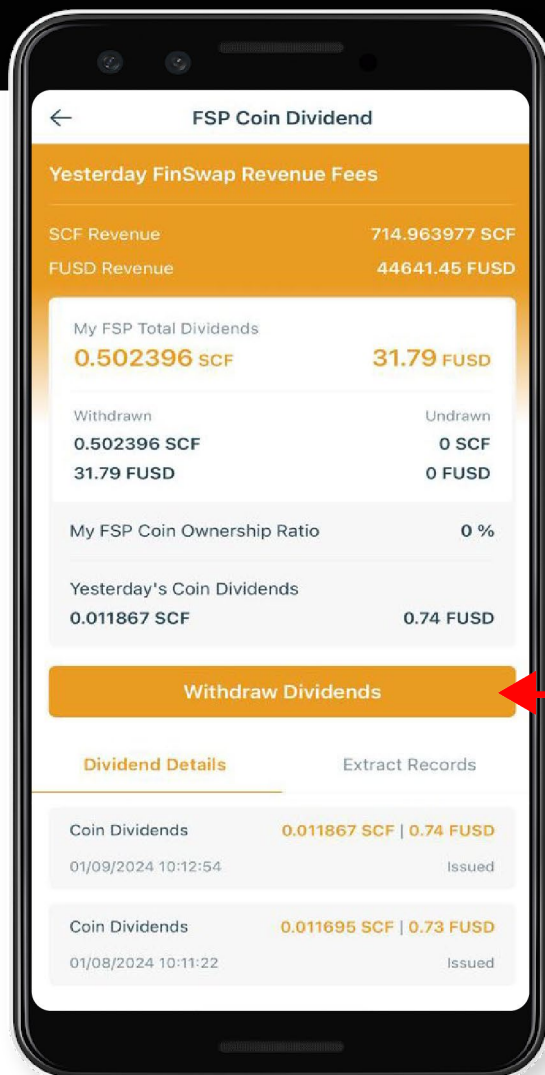 FSP Coin Dividend
Yesterday FinSwap Revenue Fees
SCF Revenue 714.963977 SCF
FUSD Revenue 44641.45 FUSD
My FSP Total Dividends
0.502396 SCF 31.79 FUSD
Withdrawn Undrawn
0.502396 SCF 0 SCF
31.79 FUSD 0 FUSD
My FSP Coin Ownership Ratio 0 %
Yesterday's Coin Dividends
0.011867 SCF 0.74 FUSD
Withdraw Dividends
Dividend Details Extract Records
Coin Dividends 0.011867 SCF | 0.74 FUSD
01/09/2024 10:12:54 Issued
Coin Dividends 0.011695 SCF | 0.73 FUSD
01/08/2024 10:11:22 Issued